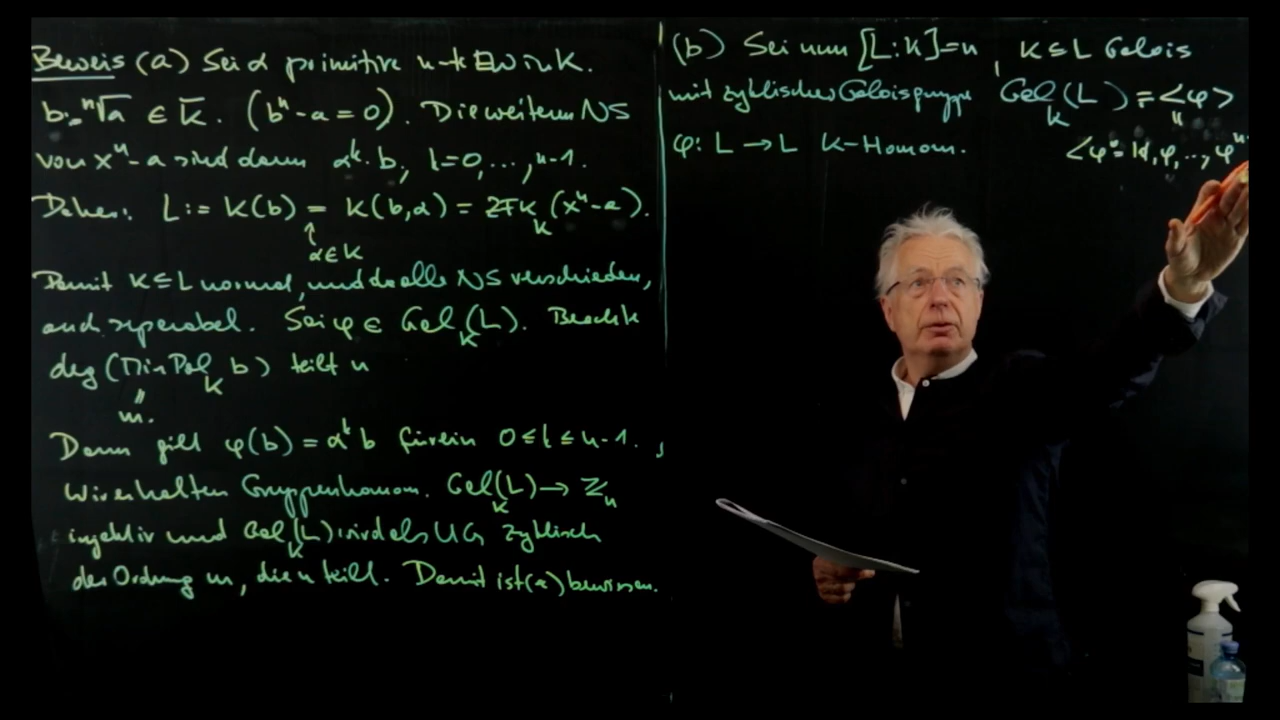 Beweis (a) Sei α primitive n-te EW in K.
b:= ⁿ√a ∈ K̅. (bⁿ-a=0). Die weiteren NS
von xⁿ-a sind dann αᵏ·b, l=0,...,n-1.
Daher: L:= K(b) = K(b,α) = ZFK_K (xⁿ-a).
↑
α∈K
Damit K⊆L normal, und da alle NS verschieden,
auch separabel. Sei φ ∈ Gal_K(L). Beachte
deg (MinPol_K b) teilt n
"
m.
Dann gilt φ(b) = αˡ b für ein 0≤l≤n-1.
Wir erhalten Gruppenhomom. Gal_K(L) → ℤₙ
injektiv und Gal_K(L) wird als UG zyklisch
der Ordnung m, die n teilt. Damit ist (a) bewiesen.
(b) Sei nun [L:K]=n, K⊆L Galois
mit zyklischer Galoisgruppe Gal_K(L) = <φ>
"
φ: L → L K-Homom. <φ⁰=id, φ, .., φⁿ